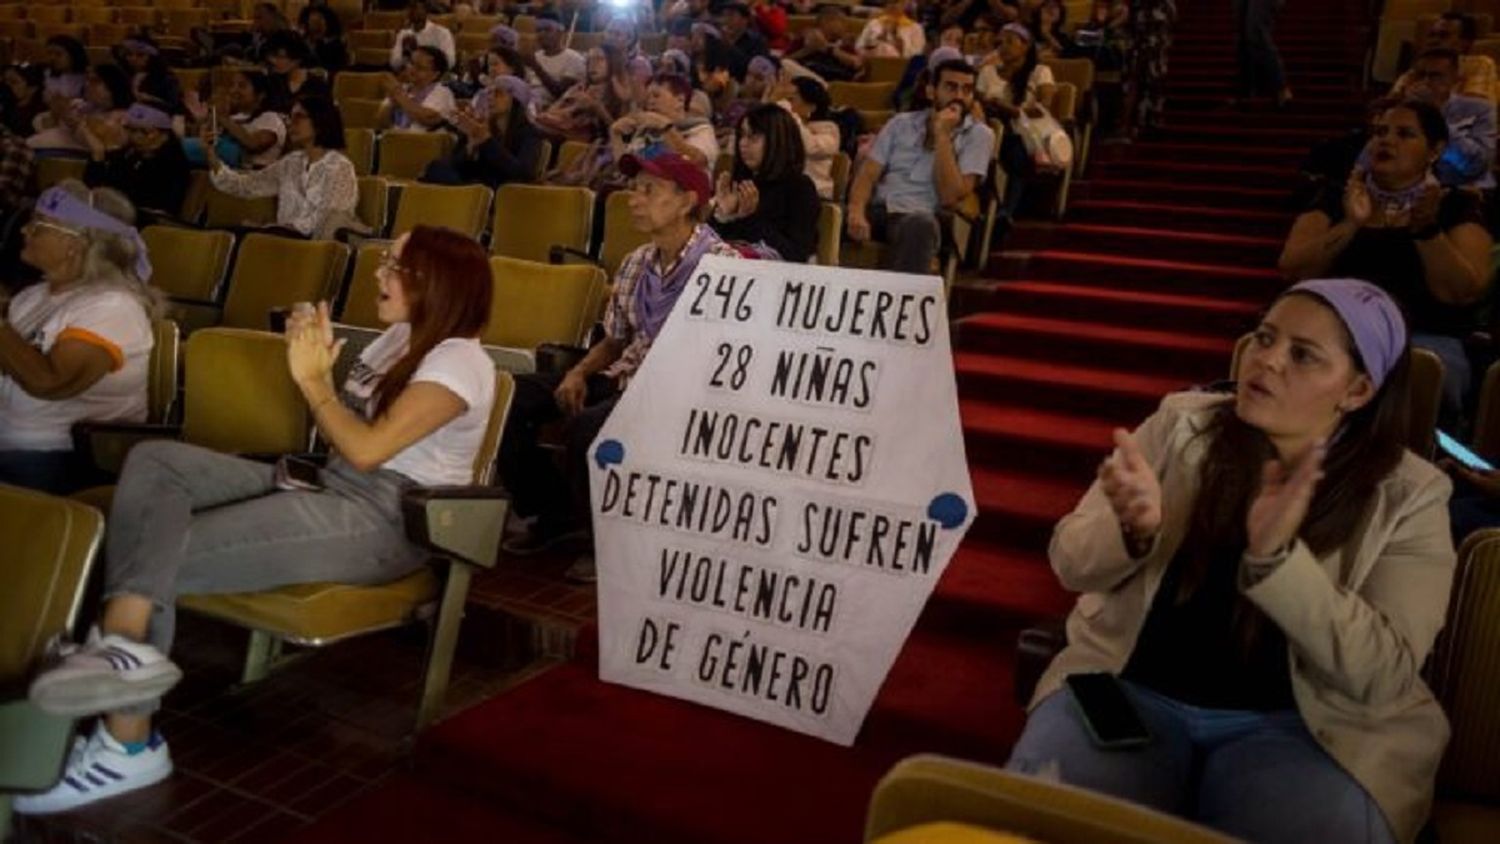 246 MUJERES
28 NIÑAS
INOCENTES
DETENIDAS SUFREN
VIOLENCIA
DE GÉNERO